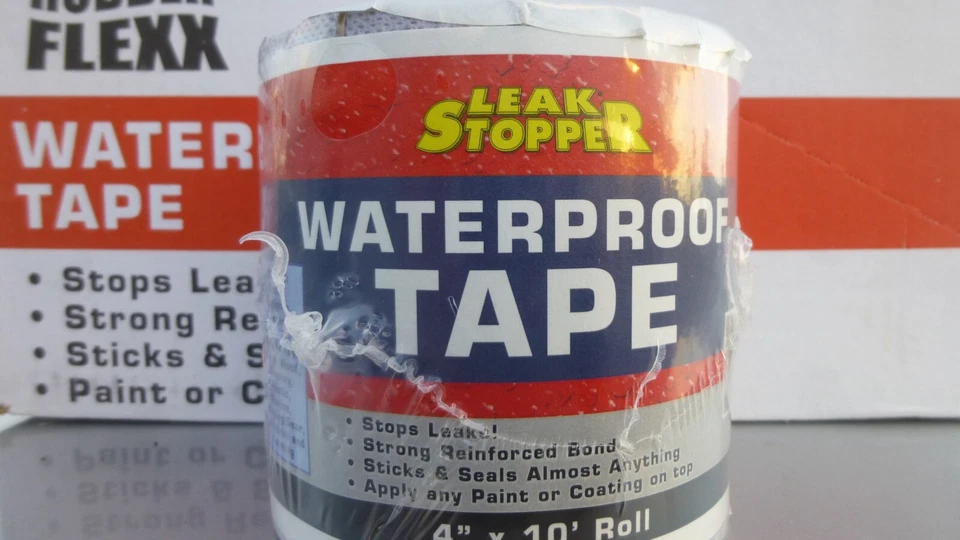 FLEXX
WATER
TAPE
• Stops Lea
• Strong Re
• Sticks & S
• Paint or C
LEAK
STOPPER
WATERPROOF
TAPE
• Stops Leaks!
• Strong Reinforced Bond
• Sticks & Seals Almost Anything
• Apply any Paint or Coating on top
4" x 10' Roll